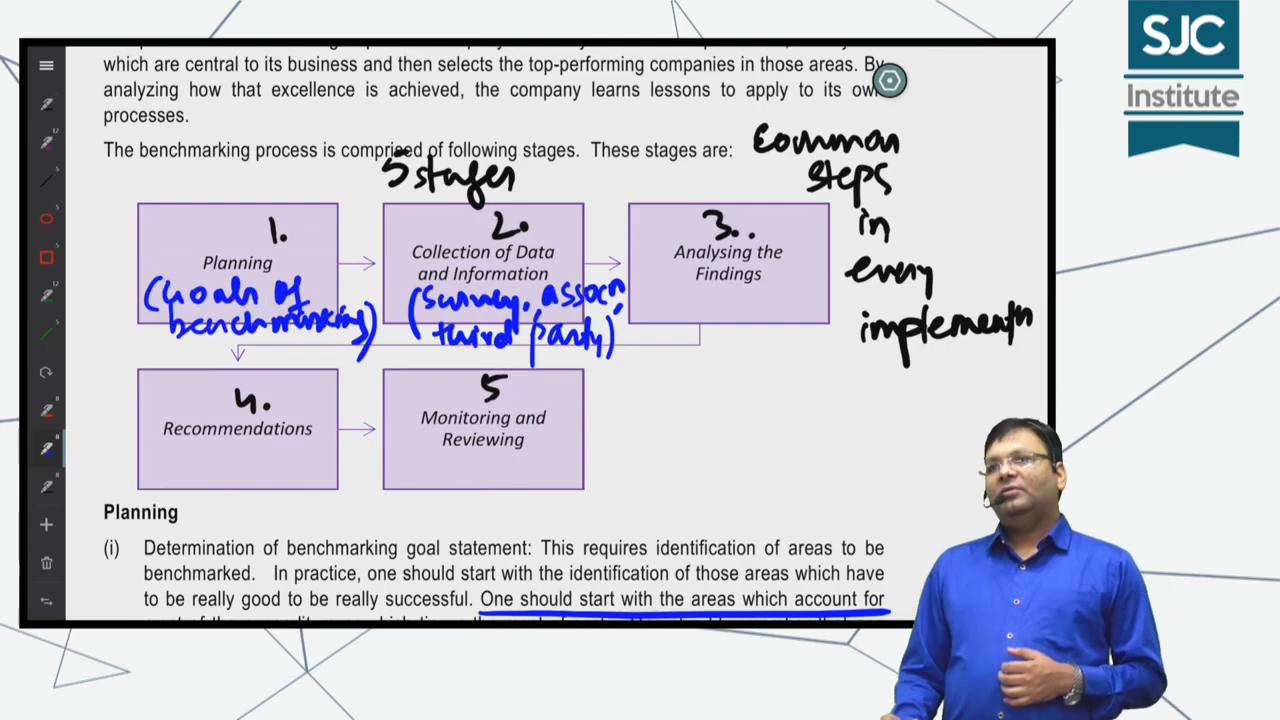 SJC
Institute
which are central to its business and then selects the top-performing companies in those areas. By
analyzing how that excellence is achieved, the company learns lessons to apply to its own
processes.
The benchmarking process is comprised of following stages. These stages are:
5 stages
common
steps
in
every
implementn
1.
Planning
(Goals of
benchmarking)
2.
Collection of Data
and Information
(survey, assocn,
third party)
3..
Analysing the
Findings
4.
Recommendations
5
Monitoring and
Reviewing
Planning
(i) Determination of benchmarking goal statement: This requires identification of areas to be
benchmarked. In practice, one should start with the identification of those areas which have
to be really good to be really successful. One should start with the areas which account for